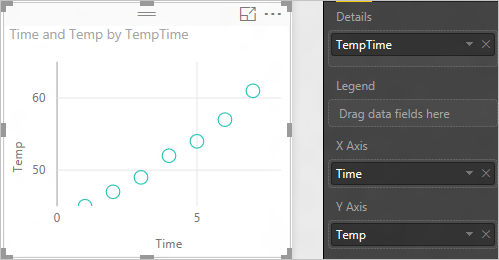 Time and Temp by TempTime
60
50
Temp
0
5
Time
Details
TempTime
Legend
Drag data fields here
X Axis
Time
Y Axis
Temp